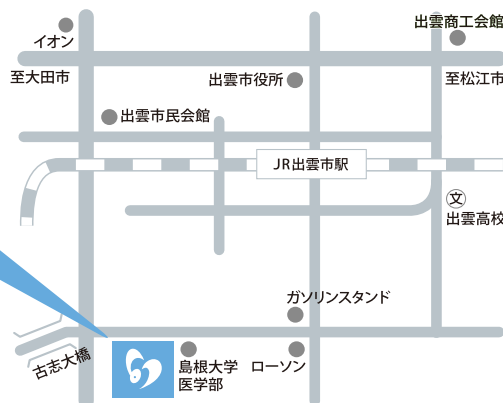 出雲商工会館
イオン
至大田市
出雲市役所
至松江市
出雲市民会館
JR出雲市駅
文
出雲高校
ガソリンスタンド
古志大橋
島根大学
医学部
ローソン